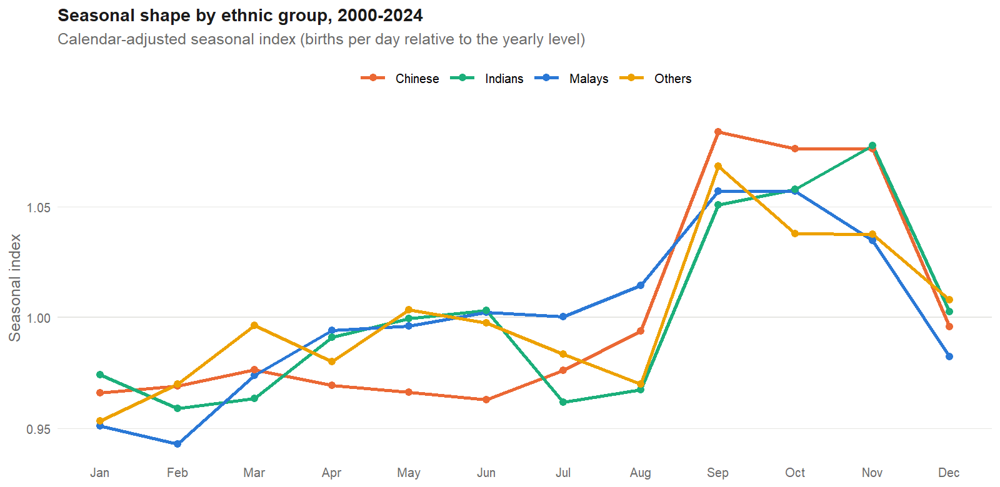 Seasonal shape by ethnic group, 2000-2024
Calendar-adjusted seasonal index (births per day relative to the yearly level)
Chinese Indians Malays Others
Seasonal index
1.05
1.00
0.95
Jan Feb Mar Apr May Jun Jul Aug Sep Oct Nov Dec